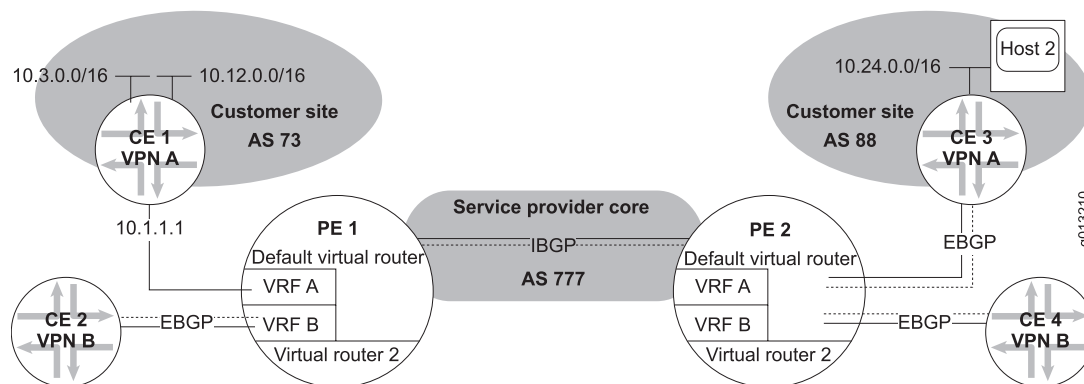 10.3.0.0/16
10.12.0.0/16
Customer site
AS 73
CE 1
VPN A
10.1.1.1
CE 2
VPN B
EBGP
PE 1
Default virtual router
VRF A
VRF B
Virtual router 2
Service provider core
IBGP
AS 777
PE 2
Default virtual router
VRF A
VRF B
Virtual router 2
10.24.0.0/16
Host 2
Customer site
AS 88
CE 3
VPN A
EBGP
EBGP
CE 4
VPN B
g013210